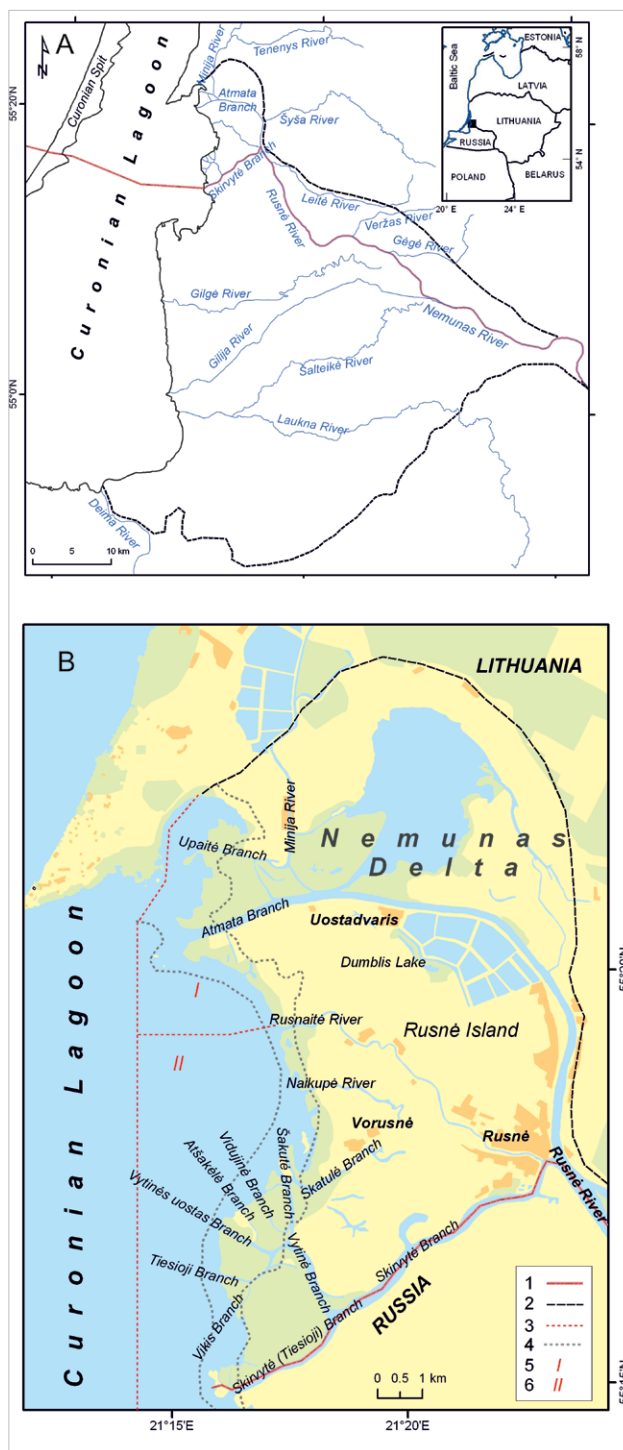 A
N
Curonian Spit
Curonian Lagoon
Minija River
Tenenys River
Atmata
Branch
Šyša River
Skirvytė Branch
Rusnė River
Leitė River
Veržas River
Gėgė River
Gilgė River
Gilija River
Nemunas River
Šalteikė River
Laukna River
Deima River
55°20'
55°0'N
0 5 10 km
Baltic Sea
ESTONIA
58°
LATVIA
LITHUANIA
54° N
RUSSIA
BELARUS
POLAND
20° E
24° E
B
LITHUANIA
Curonian Lagoon
Minija River
Nemunas
Delta
Upaitė Branch
Atmata Branch
Uostadvaris
Dumblis Lake
I
Rusnaitė River
Rusnė Island
II
Naikupė River
Vorusnė
Rusnė
Rusnė River
Šakutė Branch
Skatulė Branch
Vidujinė Branch
Atšakėlė Branch
Vytinės uostas Branch
Tiesioji Branch
Vytinė Branch
Skirvytė Branch
Vikis Branch
Skirvytė (Tiesioji) Branch
RUSSIA
0 0.5 1 km
1
2
3
4
5 I
6 II
55°20'N
55°15'N
21°15'E
21°20'E